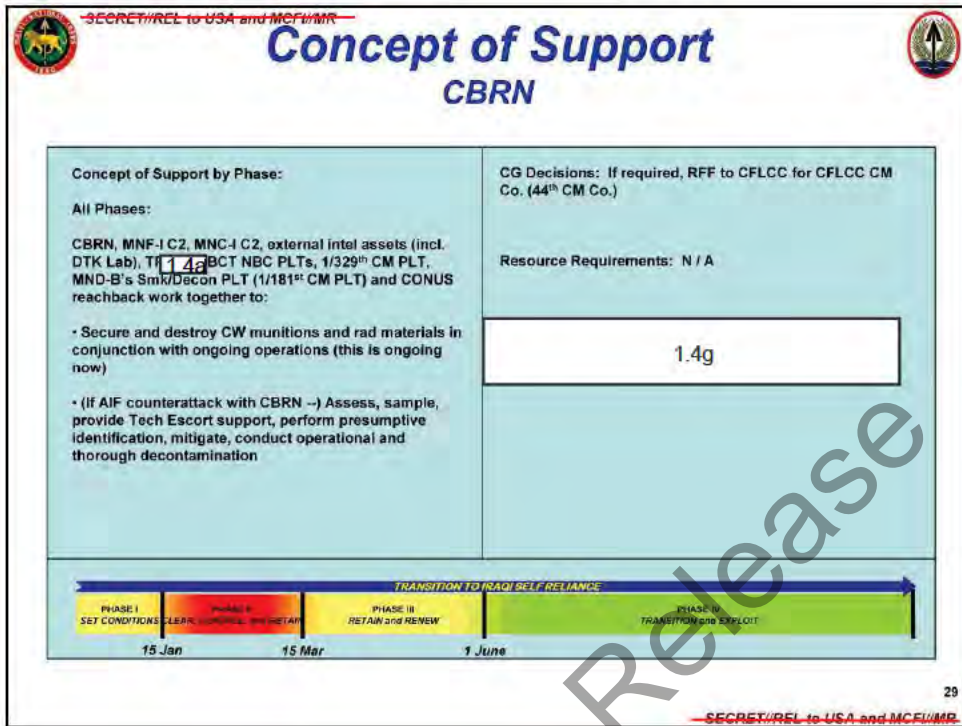 SECRET//REL to USA and MCFI//MR
Concept of Support
CBRN
Concept of Support by Phase:
All Phases:
CBRN, MNF-I C2, MNC-I C2, external intel assets (incl.
DTK Lab), 1.4a BCT NBC PLTs, 1/329th CM PLT,
MND-B's Smk/Decon PLT (1/181st CM PLT) and CONUS
reachback work together to:
• Secure and destroy CW munitions and rad materials in
conjunction with ongoing operations (this is ongoing
now)
• (If AIF counterattack with CBRN --) Assess, sample,
provide Tech Escort support, perform presumptive
identification, mitigate, conduct operational and
thorough decontamination
CG Decisions: If required, RFF to CFLCC for CFLCC CM
Co. (44th CM Co.)
Resource Requirements: N / A
1.4g
TRANSITION TO IRAQI SELF RELIANCE
PHASE I
SET CONDITIONS
PHASE II
CLEAR, CONTROL, and RETAIN
PHASE III
RETAIN and RENEW
PHASE IV
TRANSITION and EXPLOIT
15 Jan
15 Mar
1 June
Release
29
SECRET//REL to USA and MCFI//MR